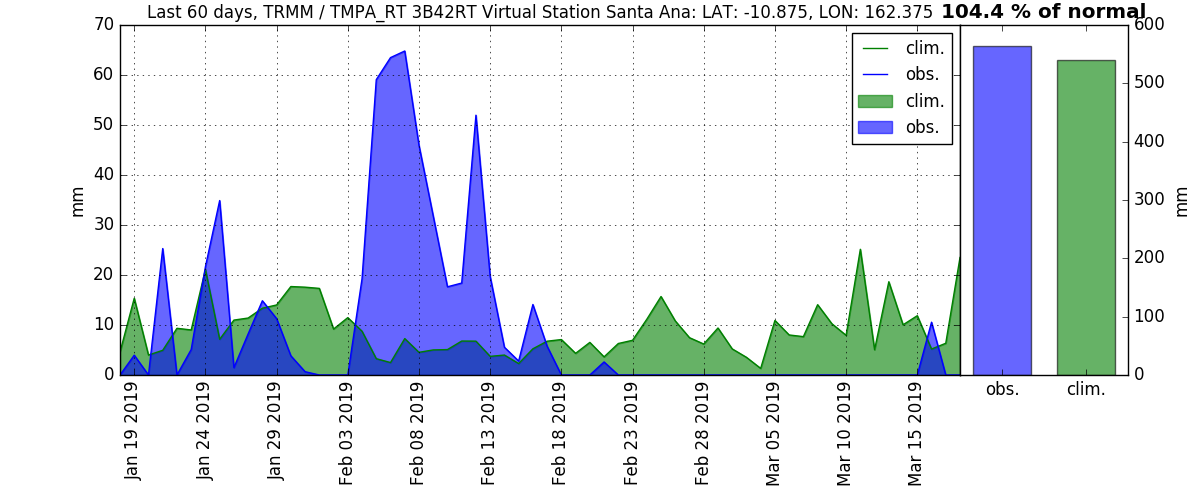 Last 60 days, TRMM / TMPA_RT 3B42RT Virtual Station Santa Ana: LAT: -10.875, LON: 162.375 104.4 % of normal
70
60
50
40
30
20
10
0
mm
clim.
obs.
clim.
obs.
Jan 19 2019
Jan 24 2019
Jan 29 2019
Feb 03 2019
Feb 08 2019
Feb 13 2019
Feb 18 2019
Feb 23 2019
Feb 28 2019
Mar 05 2019
Mar 10 2019
Mar 15 2019
600
500
400
300
200
100
0
mm
obs.
clim.